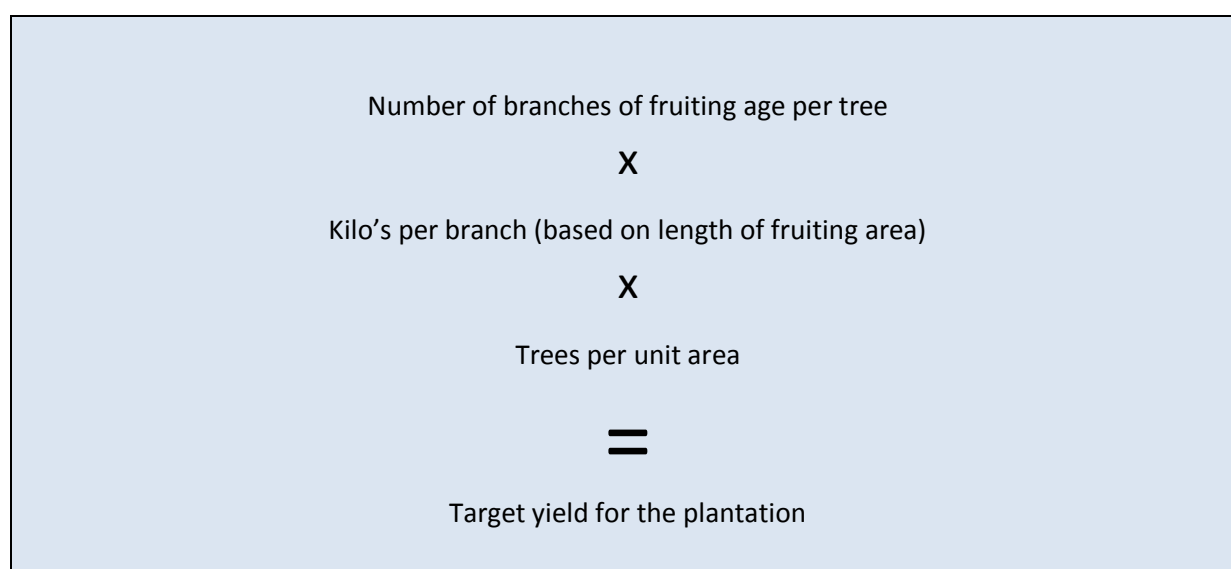 Number of branches of fruiting age per tree
X
Kilo’s per branch (based on length of fruiting area)
X
Trees per unit area
=
Target yield for the plantation